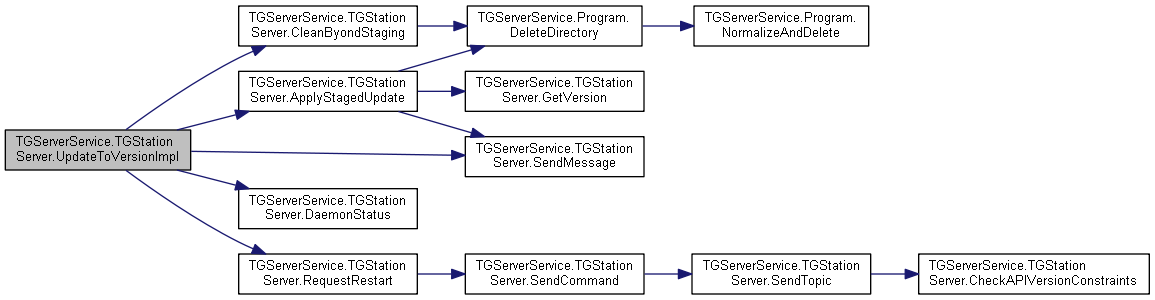 TGServerService.TGStation
Server.CleanByondStaging
TGServerService.Program.
DeleteDirectory
TGServerService.Program.
NormalizeAndDelete
TGServerService.TGStation
Server.ApplyStagedUpdate
TGServerService.TGStation
Server.GetVersion
TGServerService.TGStation
Server.UpdateToVersionImpl
TGServerService.TGStation
Server.SendMessage
TGServerService.TGStation
Server.DaemonStatus
TGServerService.TGStation
Server.RequestRestart
TGServerService.TGStation
Server.SendCommand
TGServerService.TGStation
Server.SendTopic
TGServerService.TGStation
Server.CheckAPIVersionConstraints